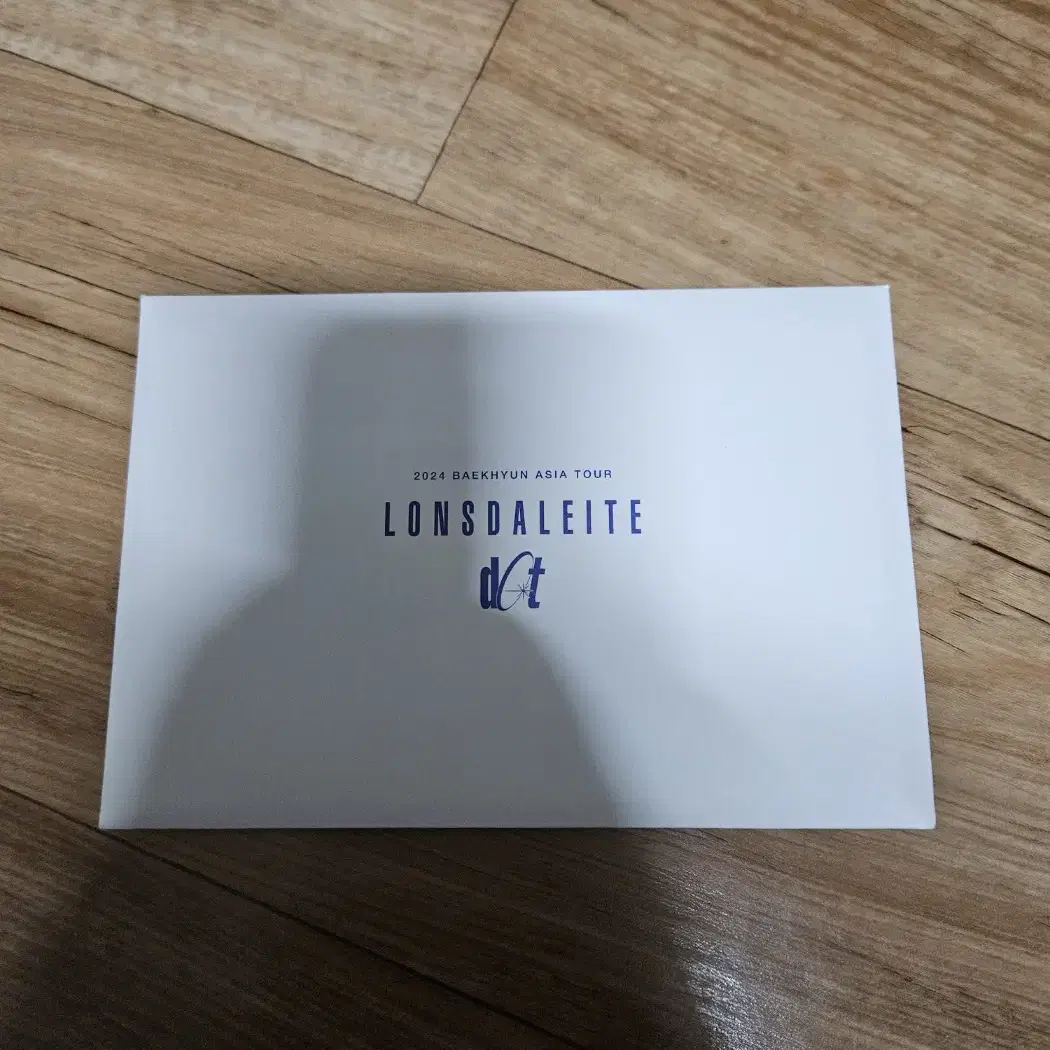 2024 BAEKHYUN ASIA TOUR
LONSDALEITE
dot